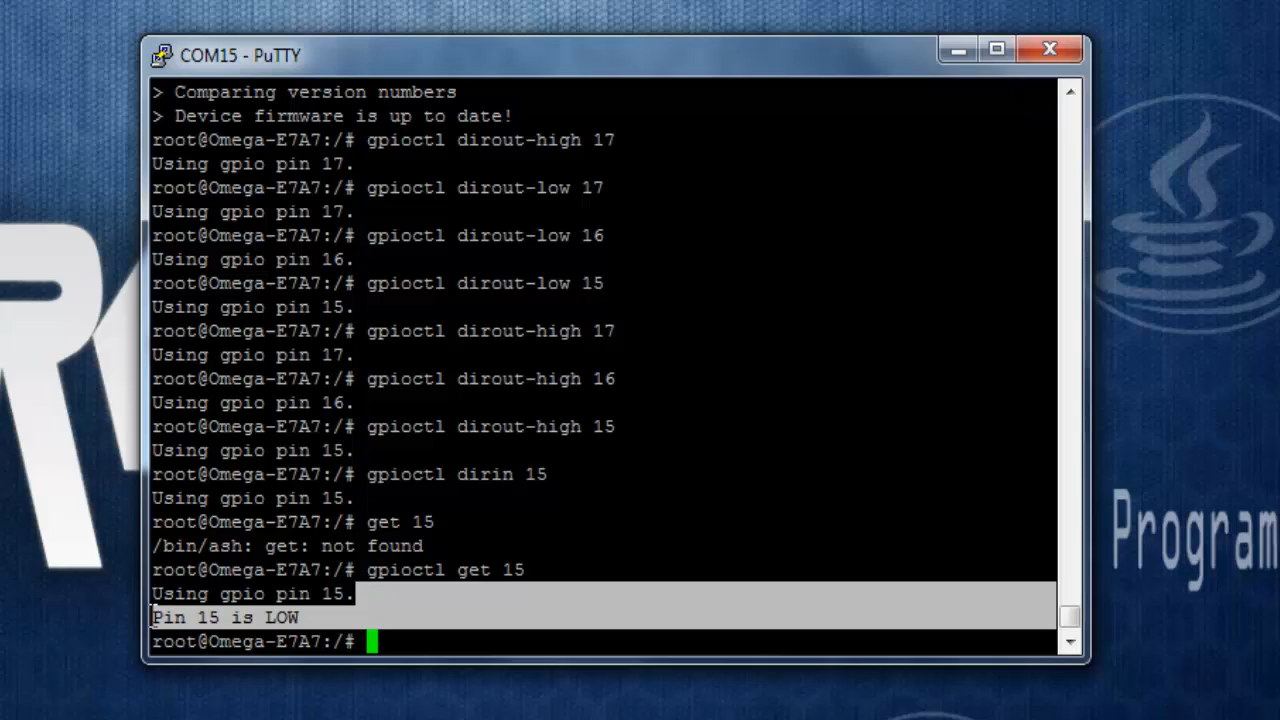 COM15 - PuTTY
> Comparing version numbers
> Device firmware is up to date!
root@Omega-E7A7:/# gpioctl dirout-high 17
Using gpio pin 17.
root@Omega-E7A7:/# gpioctl dirout-low 17
Using gpio pin 17.
root@Omega-E7A7:/# gpioctl dirout-low 16
Using gpio pin 16.
root@Omega-E7A7:/# gpioctl dirout-low 15
Using gpio pin 15.
root@Omega-E7A7:/# gpioctl dirout-high 17
Using gpio pin 17.
root@Omega-E7A7:/# gpioctl dirout-high 16
Using gpio pin 16.
root@Omega-E7A7:/# gpioctl dirout-high 15
Using gpio pin 15.
root@Omega-E7A7:/# gpioctl dirin 15
Using gpio pin 15.
root@Omega-E7A7:/# get 15
/bin/ash: get: not found
root@Omega-E7A7:/# gpioctl get 15
Using gpio pin 15.
Pin 15 is LOW
root@Omega-E7A7:/#
Program